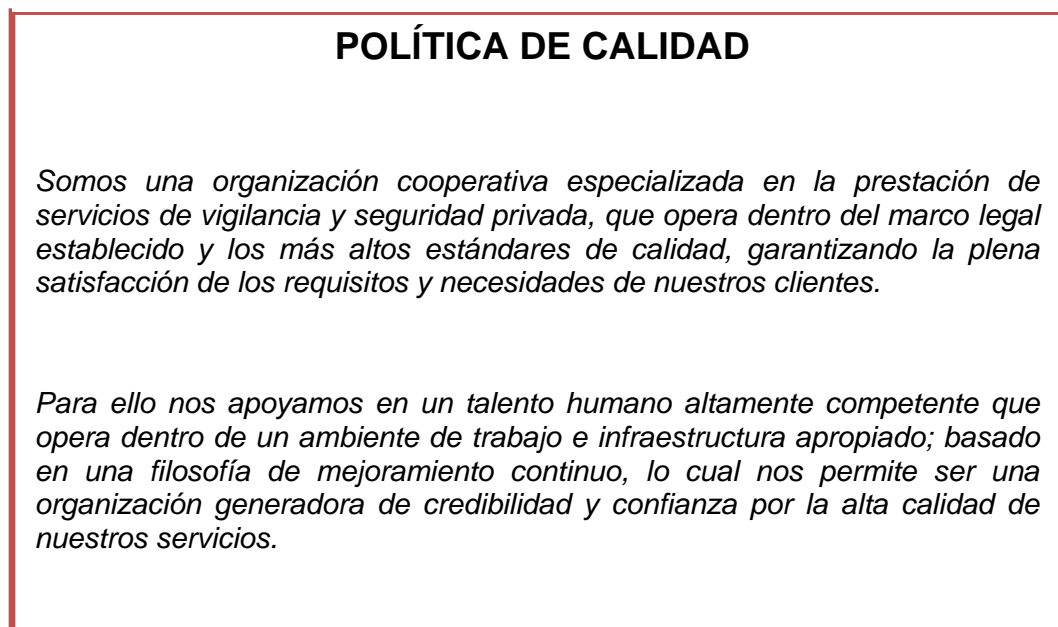 POLÍTICA DE CALIDAD
Somos una organización cooperativa especializada en la prestación de
servicios de vigilancia y seguridad privada, que opera dentro del marco legal
establecido y los más altos estándares de calidad, garantizando la plena
satisfacción de los requisitos y necesidades de nuestros clientes.
Para ello nos apoyamos en un talento humano altamente competente que
opera dentro de un ambiente de trabajo e infraestructura apropiado; basado
en una filosofía de mejoramiento continuo, lo cual nos permite ser una
organización generadora de credibilidad y confianza por la alta calidad de
nuestros servicios.